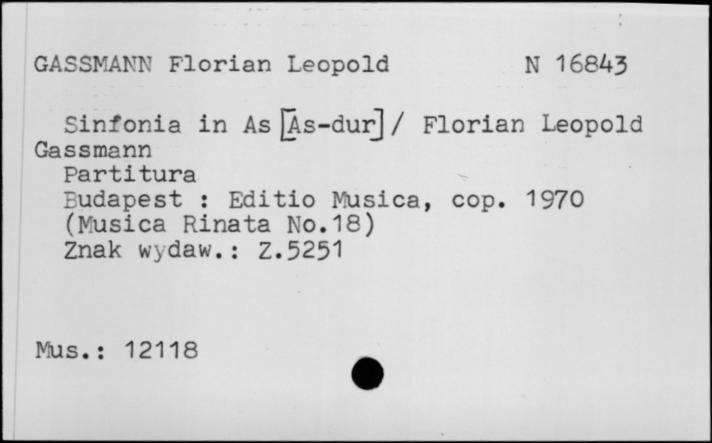 GASSMANN Florian Leopold N 16843
Sinfonia in As [As-dur] / Florian Leopold
Gassmann
Partitura
Budapest : Editio Musica, cop. 1970
(Musica Rinata No.18)
Znak wydaw.: Z.5251
Mus.: 12118